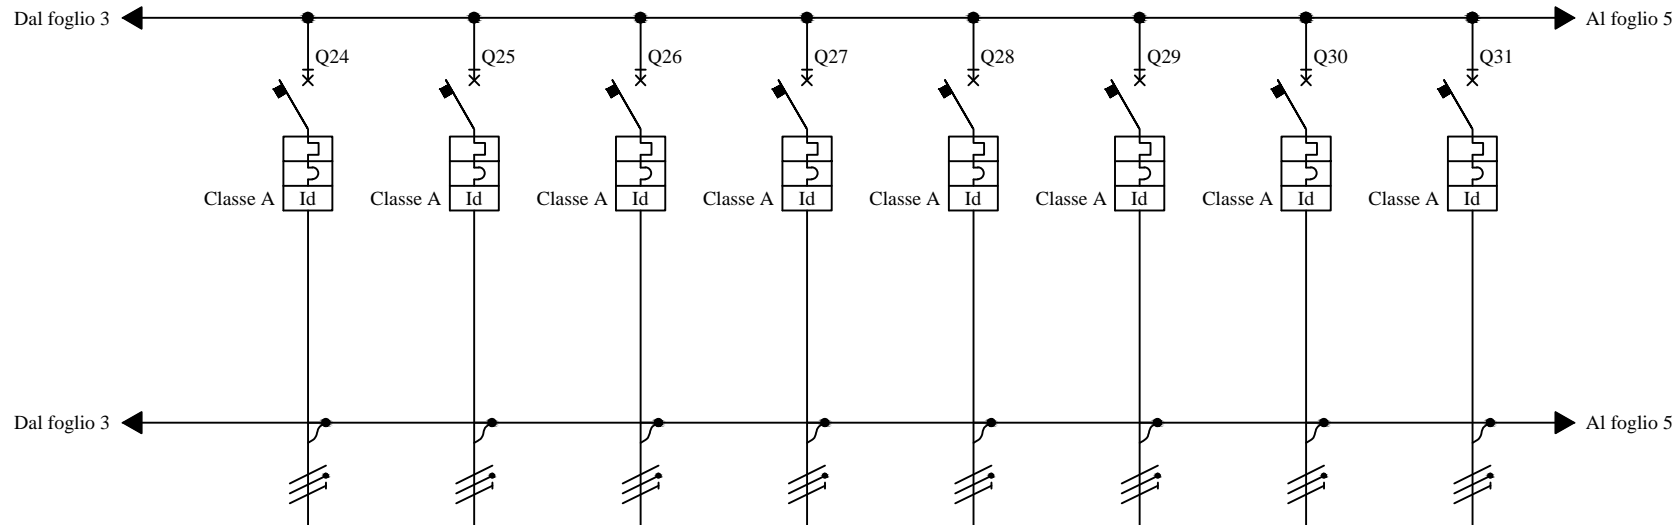 Dal foglio 3
Al foglio 5
Q24
Q25
Q26
Q27
Q28
Q29
Q30
Q31
Classe A
Id
Classe A
Id
Classe A
Id
Classe A
Id
Classe A
Id
Classe A
Id
Classe A
Id
Classe A
Id
Dal foglio 3
Al foglio 5